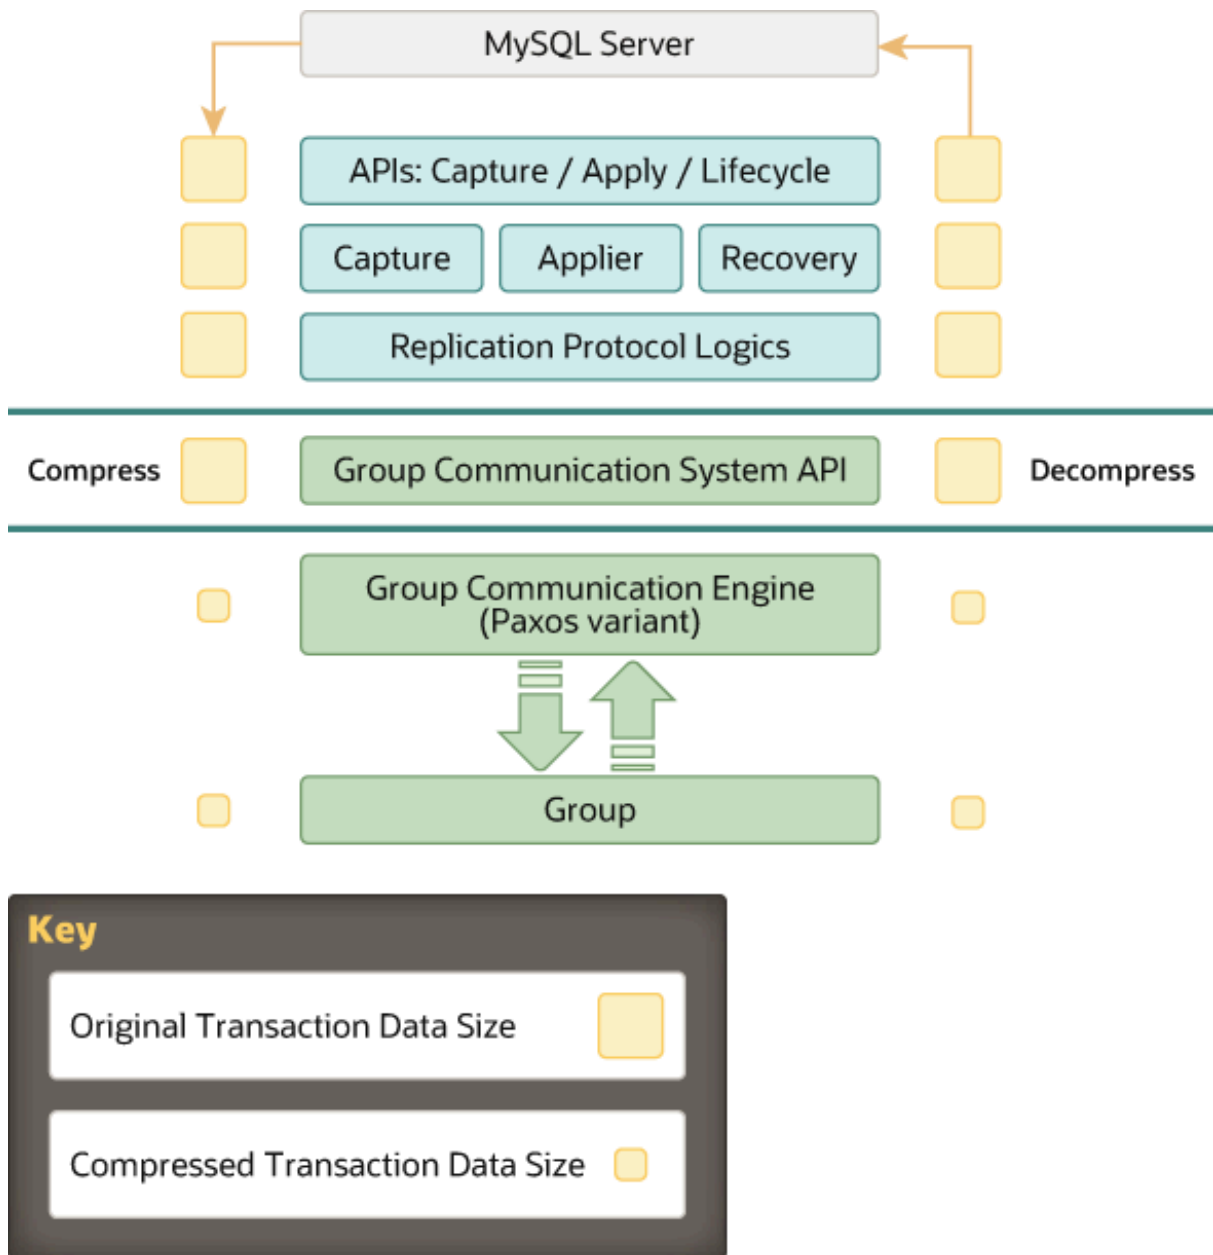 MySQL Server
APIs: Capture / Apply / Lifecycle
Capture
Applier
Recovery
Replication Protocol Logics
Compress
Group Communication System API
Decompress
Group Communication Engine
(Paxos variant)
Group
Key
Original Transaction Data Size
Compressed Transaction Data Size